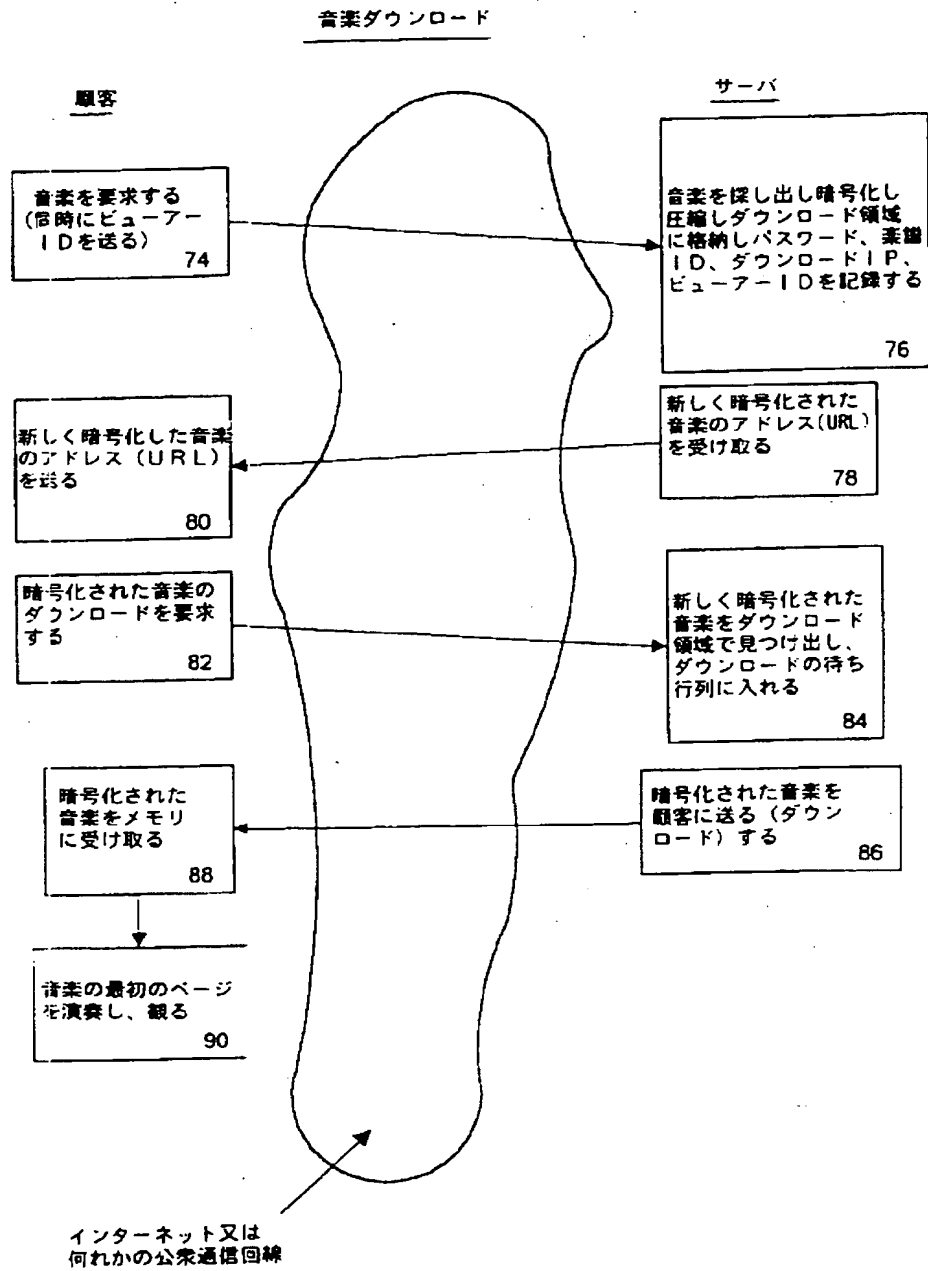 音楽ダウンロード
顧客
サーバ
音楽を要求する
(同時にビューアー
IDを送る)
74
音楽を探し出し暗号化し
圧縮しダウンロード領域
に格納しパスワード、楽譜
ID、ダウンロードIP、
ビューアーIDを記録する
76
新しく暗号化された
音楽のアドレス(URL)
を受け取る
78
新しく暗号化した音楽
のアドレス(URL)
を送る
80
暗号化された音楽の
ダウンロードを要求
する
82
新しく暗号化された
音楽をダウンロード
領域で見つけ出し、
ダウンロードの待ち
行列に入れる
84
暗号化された音楽を
顧客に送る(ダウン
ロード)する
86
暗号化された
音楽をメモリ
に受け取る
88
音楽の最初のページ
を演奏し、観る
90
インターネット又は
何れかの公衆通信回線